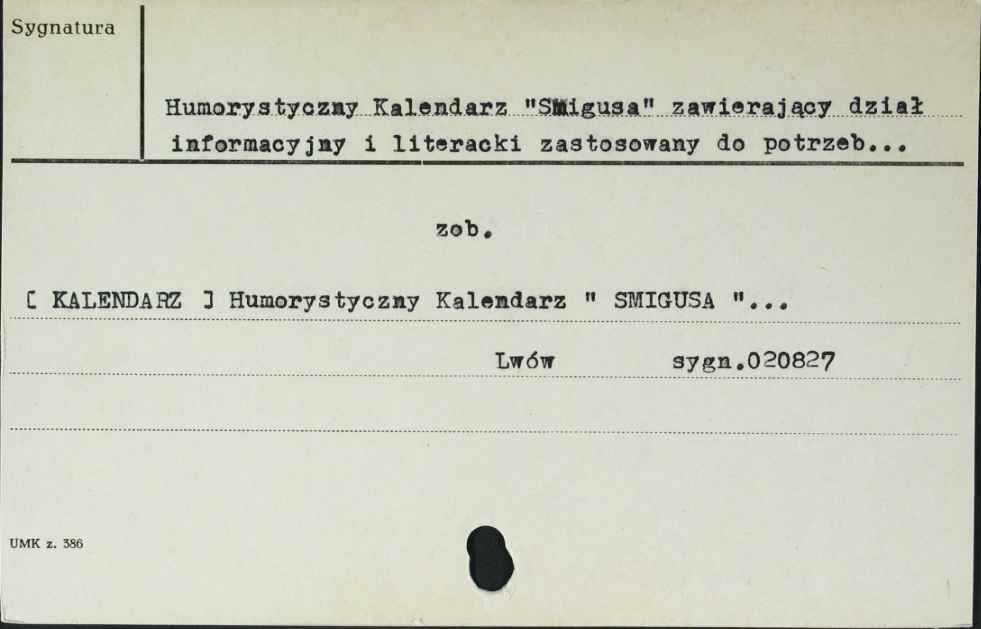 Sygnatura
Humorystyczny Kalendarz "Smigusa" zawierający dział
informacyjny i literacki zastosowany do potrzeb...
zob.
[ KALENDARZ ] Humorystyczny Kalendarz " SMIGUSA "...
Lwów sygn.020827
UMK z. 386